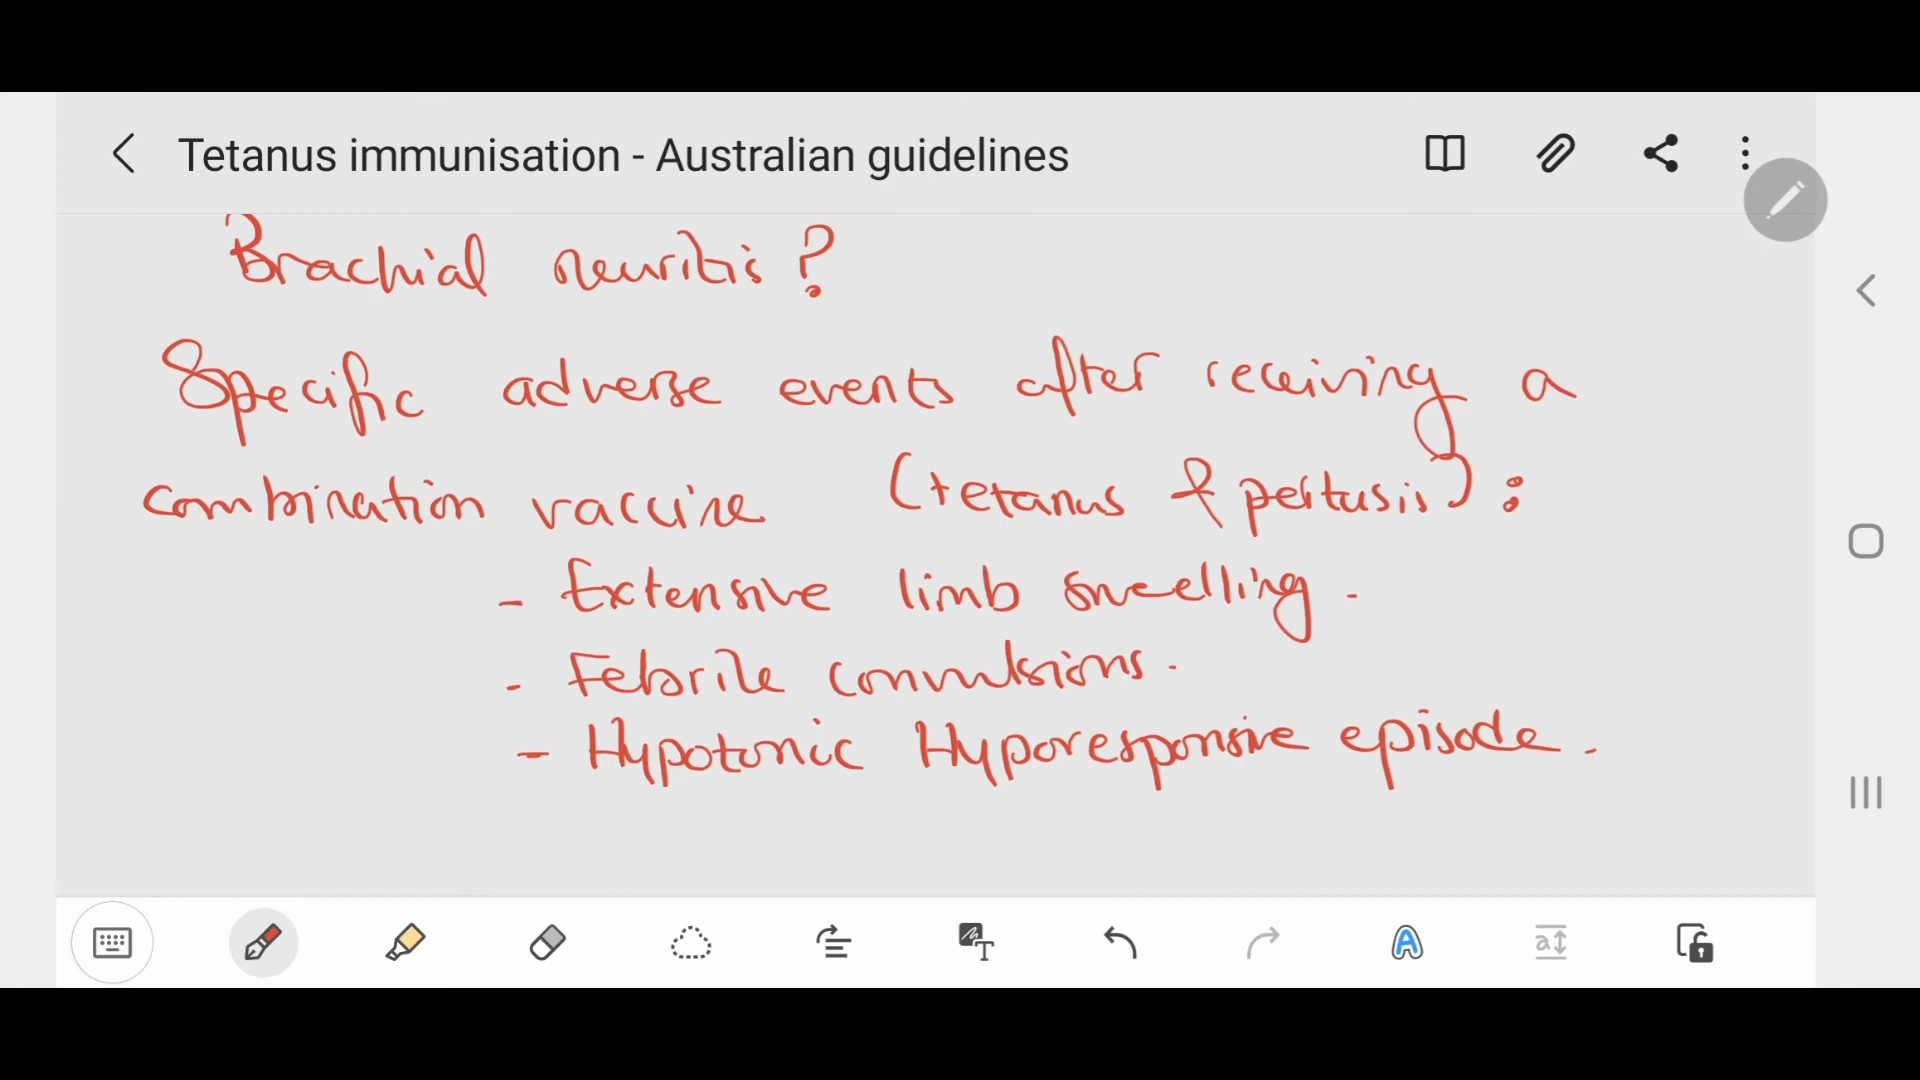 Tetanus immunisation - Australian guidelines
Brachial neuritis ?
Specific adverse events after receiving a
combination vaccine (tetanus & pertusis) :
- Extensive limb swelling .
- Febrile convulsions .
- Hypotonic Hyporesponsive episode .